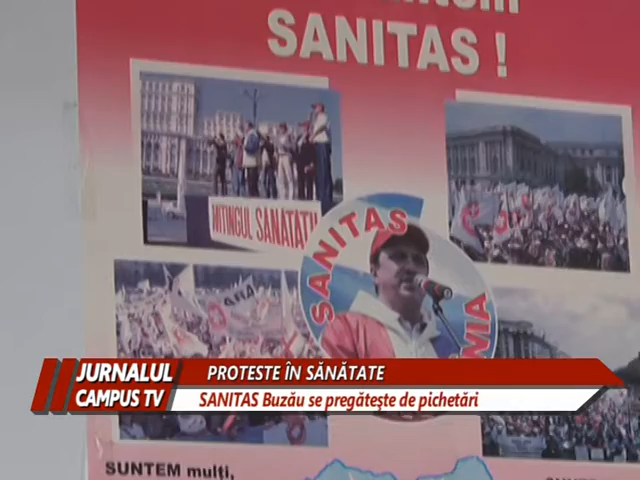 SANITAS !
MITINGUL SANATATII
SANITAS
JURNALUL
CAMPUS TV
PROTESTE ÎN SĂNĂTATE
SANITAS Buzău se pregătește de pichetări
SUNTEM mulți,